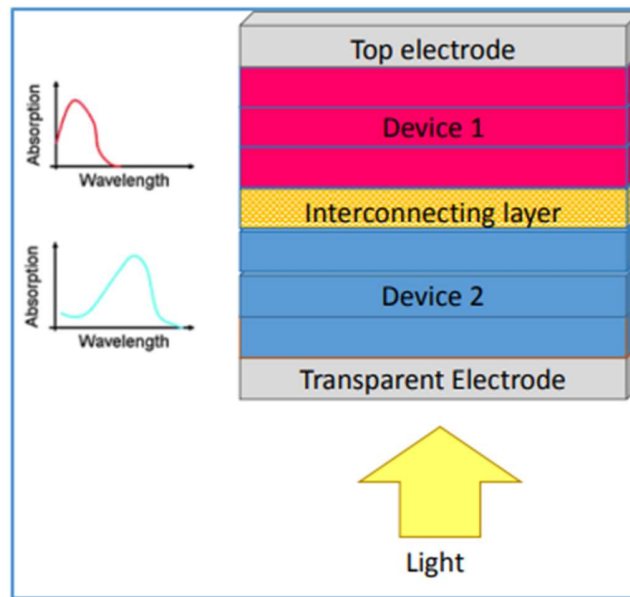 Top electrode
Absorption
Wavelength
Device 1
Interconnecting layer
Absorption
Wavelength
Device 2
Transparent Electrode
Light